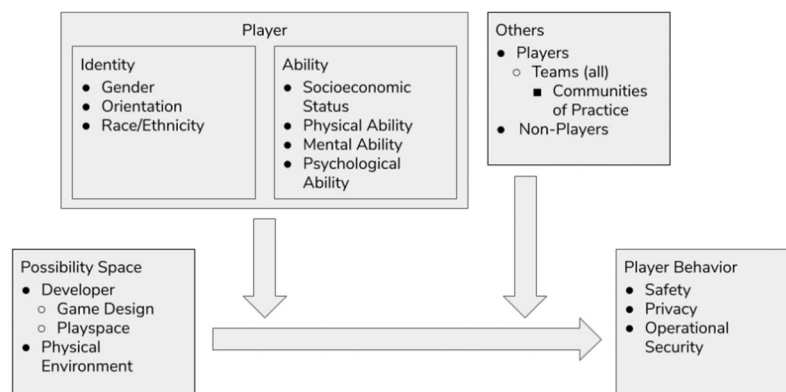 Player
Identity
● Gender
● Orientation
● Race/Ethnicity
Ability
● Socioeconomic
Status
● Physical Ability
● Mental Ability
● Psychological
Ability
Others
● Players
○ Teams (all)
■ Communities
of Practice
● Non-Players
Possibility Space
● Developer
○ Game Design
○ Playspace
● Physical
Environment
Player Behavior
● Safety
● Privacy
● Operational
Security